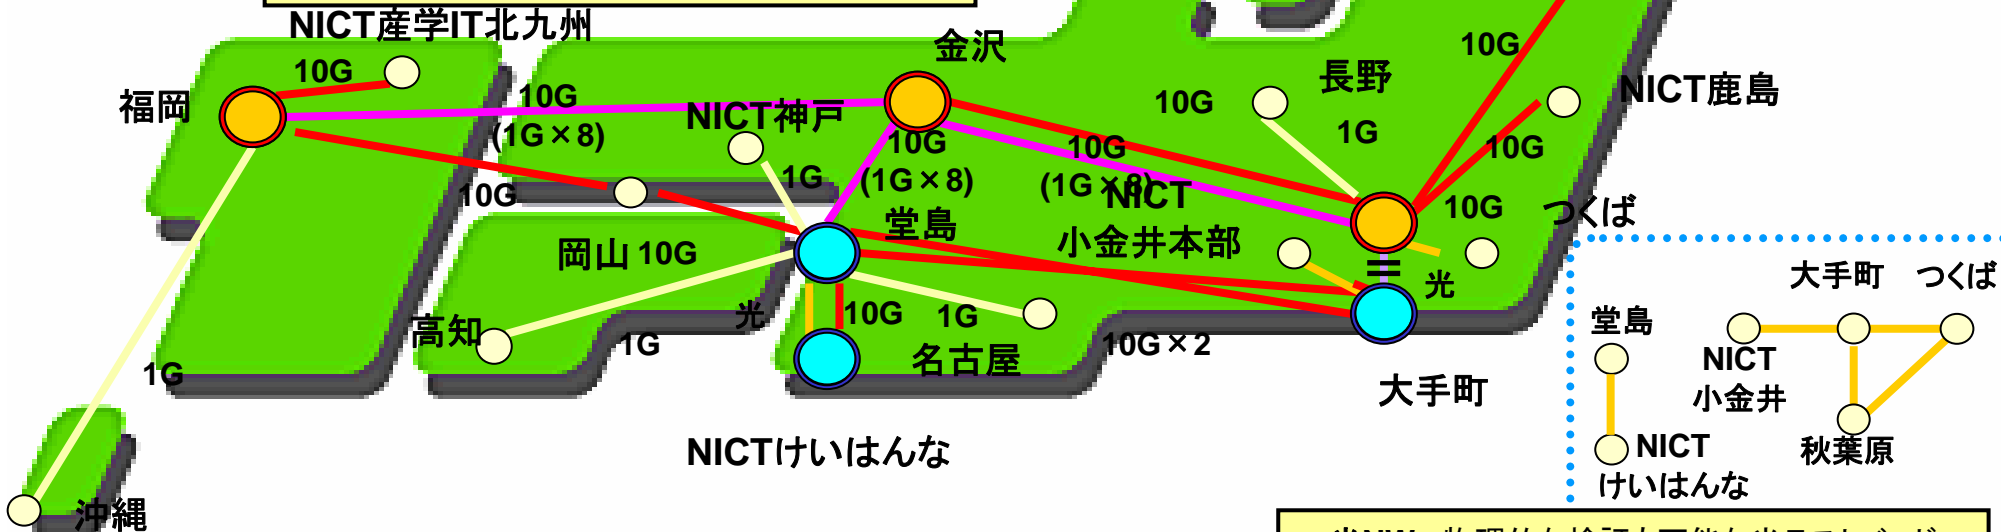 NICT産学IT北九州
金沢
10G
長野
10G
NICT鹿島
福岡
10G
(1G×8)
NICT神戸
10G
1G
10G
(1G×8)
10G
(1G×8)
10G
1G
10G
NICT
小金井本部
10G
つくば
堂島
岡山
10G
光
大手町
つくば
堂島
高知
1G
光
10G
1G
名古屋
10G×2
NICT
小金井
1G
大手町
NICTけいはんな
秋葉原
NICT
けいはんな
沖縄